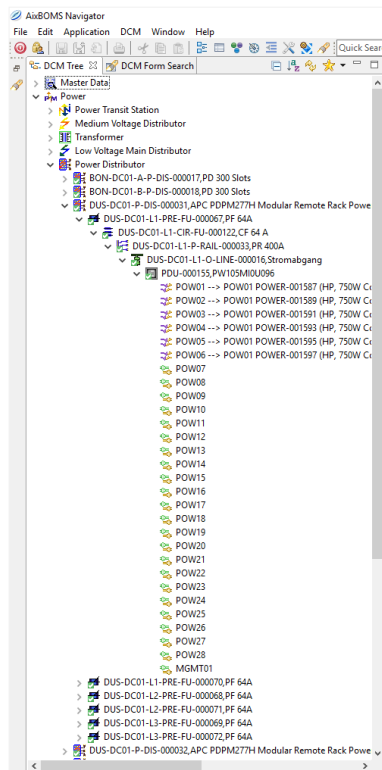 AixBOMS Navigator
File Edit Application DCM Window Help
Quick Sear
DCM Tree DCM Form Search
Master Data
Power
Power Transit Station
Medium Voltage Distributor
Transformer
Low Voltage Main Distributor
Power Distributor
BON-DC01-A-P-DIS-000017,PD 300 Slots
BON-DC01-B-P-DIS-000018,PD 300 Slots
DUS-DC01-P-DIS-000031,APC PDPM277H Modular Remote Rack Powe
DUS-DC01-L1-PRE-FU-000067,PF 64A
DUS-DC01-L1-CIR-FU-000122,CF 64 A
DUS-DC01-L1-P-RAIL-000033,PR 400A
DUS-DC01-L1-O-LINE-000016,Stromabgang
PDU-000155,PW105MI0U096
POW01 --> POW01 POWER-001587 (HP, 750W Co
POW02 --> POW01 POWER-001589 (HP, 750W Co
POW03 --> POW01 POWER-001591 (HP, 750W Co
POW04 --> POW01 POWER-001593 (HP, 750W Co
POW05 --> POW01 POWER-001595 (HP, 750W Co
POW06 --> POW01 POWER-001597 (HP, 750W Co
POW07
POW08
POW09
POW10
POW11
POW12
POW13
POW14
POW15
POW16
POW17
POW18
POW19
POW20
POW21
POW22
POW23
POW24
POW25
POW26
POW27
POW28
MGMT01
DUS-DC01-L1-PRE-FU-000070,PF 64A
DUS-DC01-L2-PRE-FU-000068,PF 64A
DUS-DC01-L2-PRE-FU-000071,PF 64A
DUS-DC01-L3-PRE-FU-000069,PF 64A
DUS-DC01-L3-PRE-FU-000072,PF 64A
DUS-DC01-P-DIS-000032,APC PDPM277H Modular Remote Rack Powe